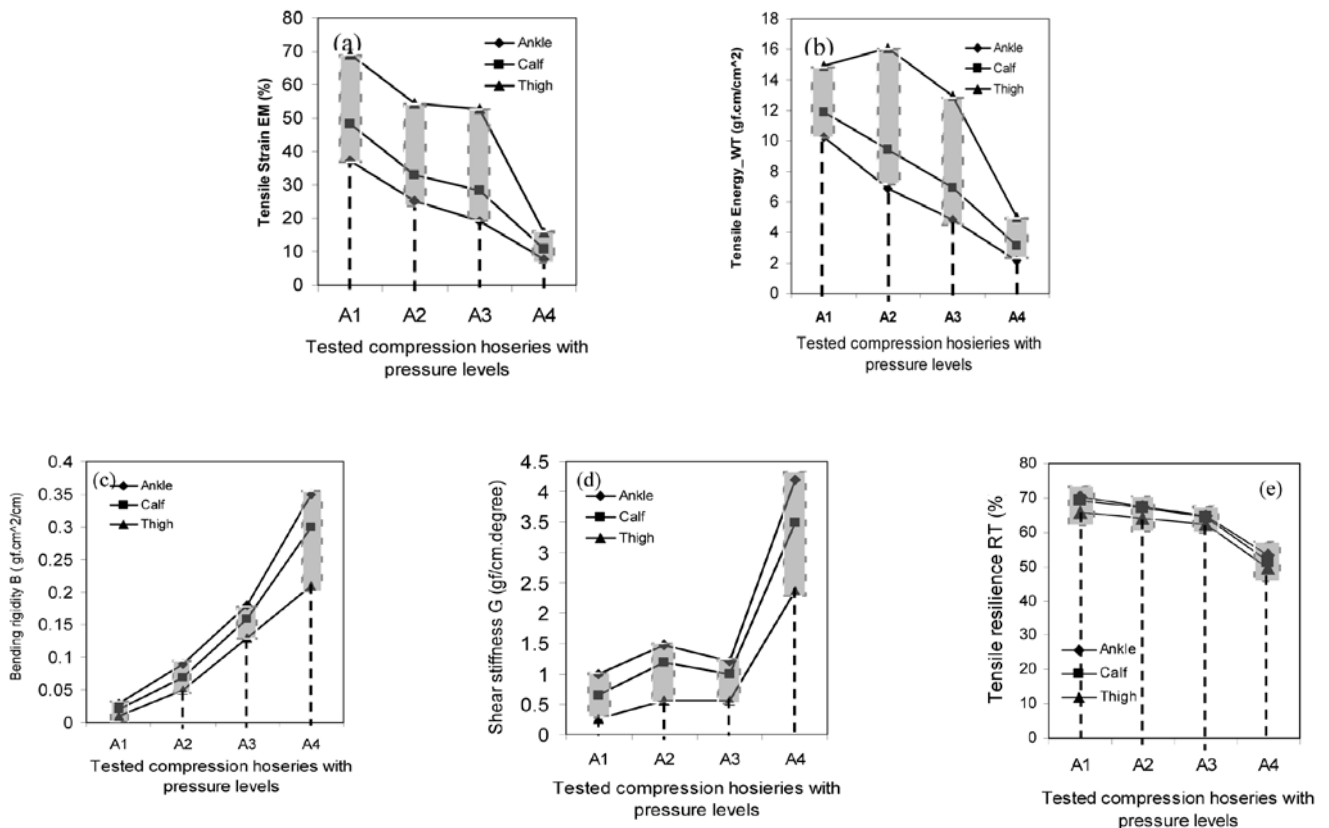 (a)
Ankle
Calf
Thigh
Tensile Strain EM (%)
80
70
60
50
40
30
20
10
0
A1 A2 A3 A4
Tested compression hoseries with
pressure levels
(b)
Ankle
Calf
Thigh
Tensile Energy_WT (gf.cm/cm^2)
18
16
14
12
10
8
6
4
2
0
A1 A2 A3 A4
Tested compression hoseries with
pressure levels
(c)
Ankle
Calf
Thigh
Bending rigidity B ( gf.cm^2/cm)
0.4
0.35
0.3
0.25
0.2
0.15
0.1
0.05
0
A1 A2 A3 A4
Tested compression hosieries with
pressure levels
(d)
Ankle
Calf
Thigh
Shear stiffness G (gf/cm.degree)
4.5
4
3.5
3
2.5
2
1.5
1
0.5
0
A1 A2 A3 A4
Tested compression hoseries with
pressure levels
(e)
Ankle
Calf
Thigh
Tensile resilience RT (%
80
70
60
50
40
30
20
10
0
A1 A2 A3 A4
Tested compression hoseries with
pressure levels